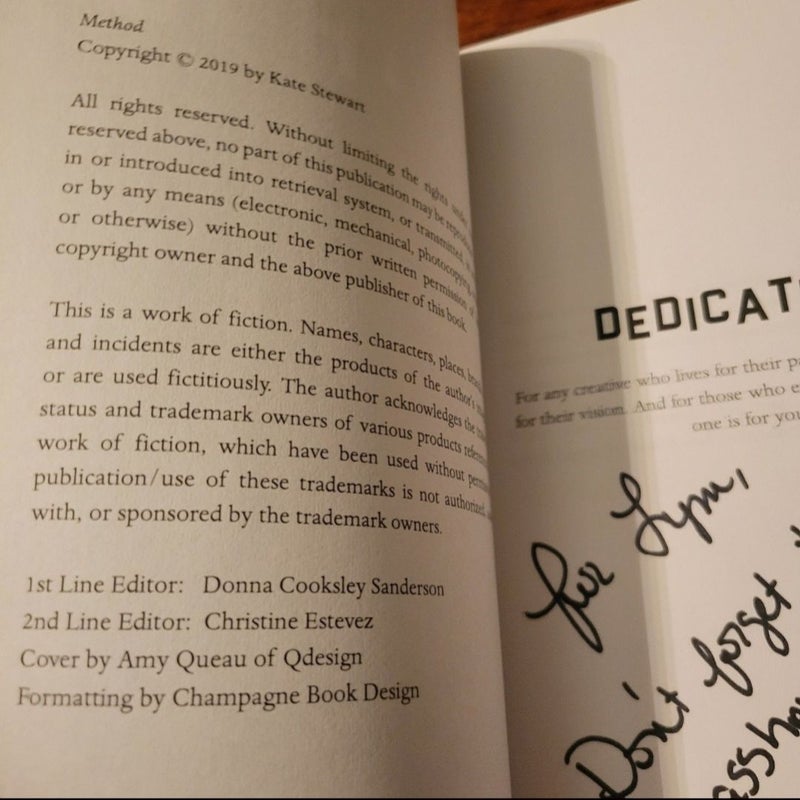 Method
Copyright © 2019 by Kate Stewart
All rights reserved. Without limiting the rights under
reserved above, no part of this publication may be reprodu
in or introduced into retrieval system, or transmitted, in
or by any means (electronic, mechanical, photocopying,
or otherwise) without the prior written permission of
copyright owner and the above publisher of this book.
This is a work of fiction. Names, characters, places,
and incidents are either the products of the author's
or are used fictitiously. The author acknowledges the
status and trademark owners of various products refere
work of fiction, which have been used without
publication/use of these trademarks is not authorized,
with, or sponsored by the trademark owners.
1st Line Editor: Donna Cooksley Sanderson
2nd Line Editor: Christine Estevez
Cover by Amy Queau of Qdesign
Formatting by Champagne Book Design
DEDICAT
For any creative who lives for their pa
for their vision. And for those who e
one is for you
For Lynn,
Don't forget